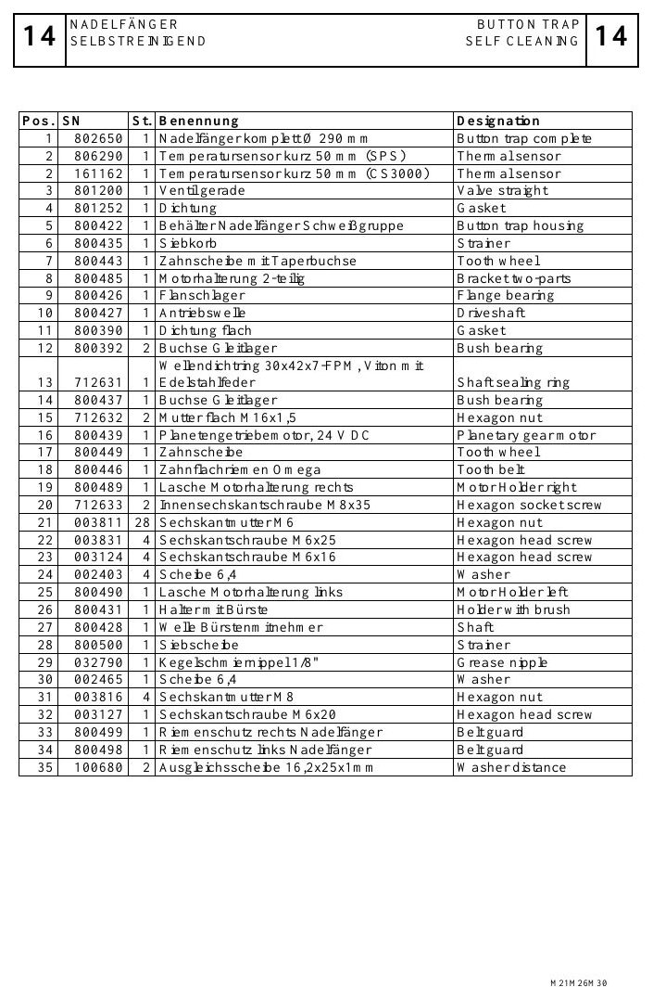 14 NADELFÄNGER BUTTON TRAP 14
SELBSTREINIGEND SELF CLEANING
Pos. SN St. Benennung Designation
1 802650 1 Nadelfänger komplett Ø 290 mm Button trap complete
2 806290 1 Temperatursensor kurz 50 mm (SPS) Thermal sensor
2 161162 1 Temperatursensor kurz 50 mm (CS3000) Thermal sensor
3 801200 1 Ventil gerade Valve straight
4 801252 1 Dichtung Gasket
5 800422 1 Behälter Nadelfänger Schweißgruppe Button trap housing
6 800435 1 Siebkorb Strainer
7 800443 1 Zahnscheibe mit Taperbuchse Tooth wheel
8 800485 1 Motorhalterung 2-teilig Bracket two-parts
9 800426 1 Flanschlager Flange bearing
10 800427 1 Antriebswelle Driveshaft
11 800390 1 Dichtung flach Gasket
12 800392 2 Buchse Gleitlager Bush bearing
Wellendichtring 30x42x7-FPM, Viton mit
13 712631 1 Edelstahlfeder Shaft sealing ring
14 800437 1 Buchse Gleitlager Bush bearing
15 712632 2 Mutter flach M16x1,5 Hexagon nut
16 800439 1 Planetengetriebemotor, 24 V DC Planetary gear motor
17 800449 1 Zahnscheibe Tooth wheel
18 800446 1 Zahnflachriemen Omega Tooth belt
19 800489 1 Lasche Motorhalterung rechts Motor Holder right
20 712633 2 Innensechskantschraube M8x35 Hexagon socket screw
21 003811 28 Sechskantmutter M6 Hexagon nut
22 003831 4 Sechskantschraube M6x25 Hexagon head screw
23 003124 4 Sechskantschraube M6x16 Hexagon head screw
24 002403 4 Scheibe 6,4 Washer
25 800490 1 Lasche Motorhalterung links Motor Holder left
26 800431 1 Halter mit Bürste Holder with brush
27 800428 1 Welle Bürstenmitnehmer Shaft
28 800500 1 Siebscheibe Strainer
29 032790 1 Kegelschmiernippel 1/8" Grease nipple
30 002465 1 Scheibe 6,4 Washer
31 003816 4 Sechskantmutter M8 Hexagon nut
32 003127 1 Sechskantschraube M6x20 Hexagon head screw
33 800499 1 Riemenschutz rechts Nadelfänger Belt guard
34 800498 1 Riemenschutz links Nadelfänger Belt guard
35 100680 2 Ausgleichsscheibe 16,2x25x1mm Washer distance
M21M26M30